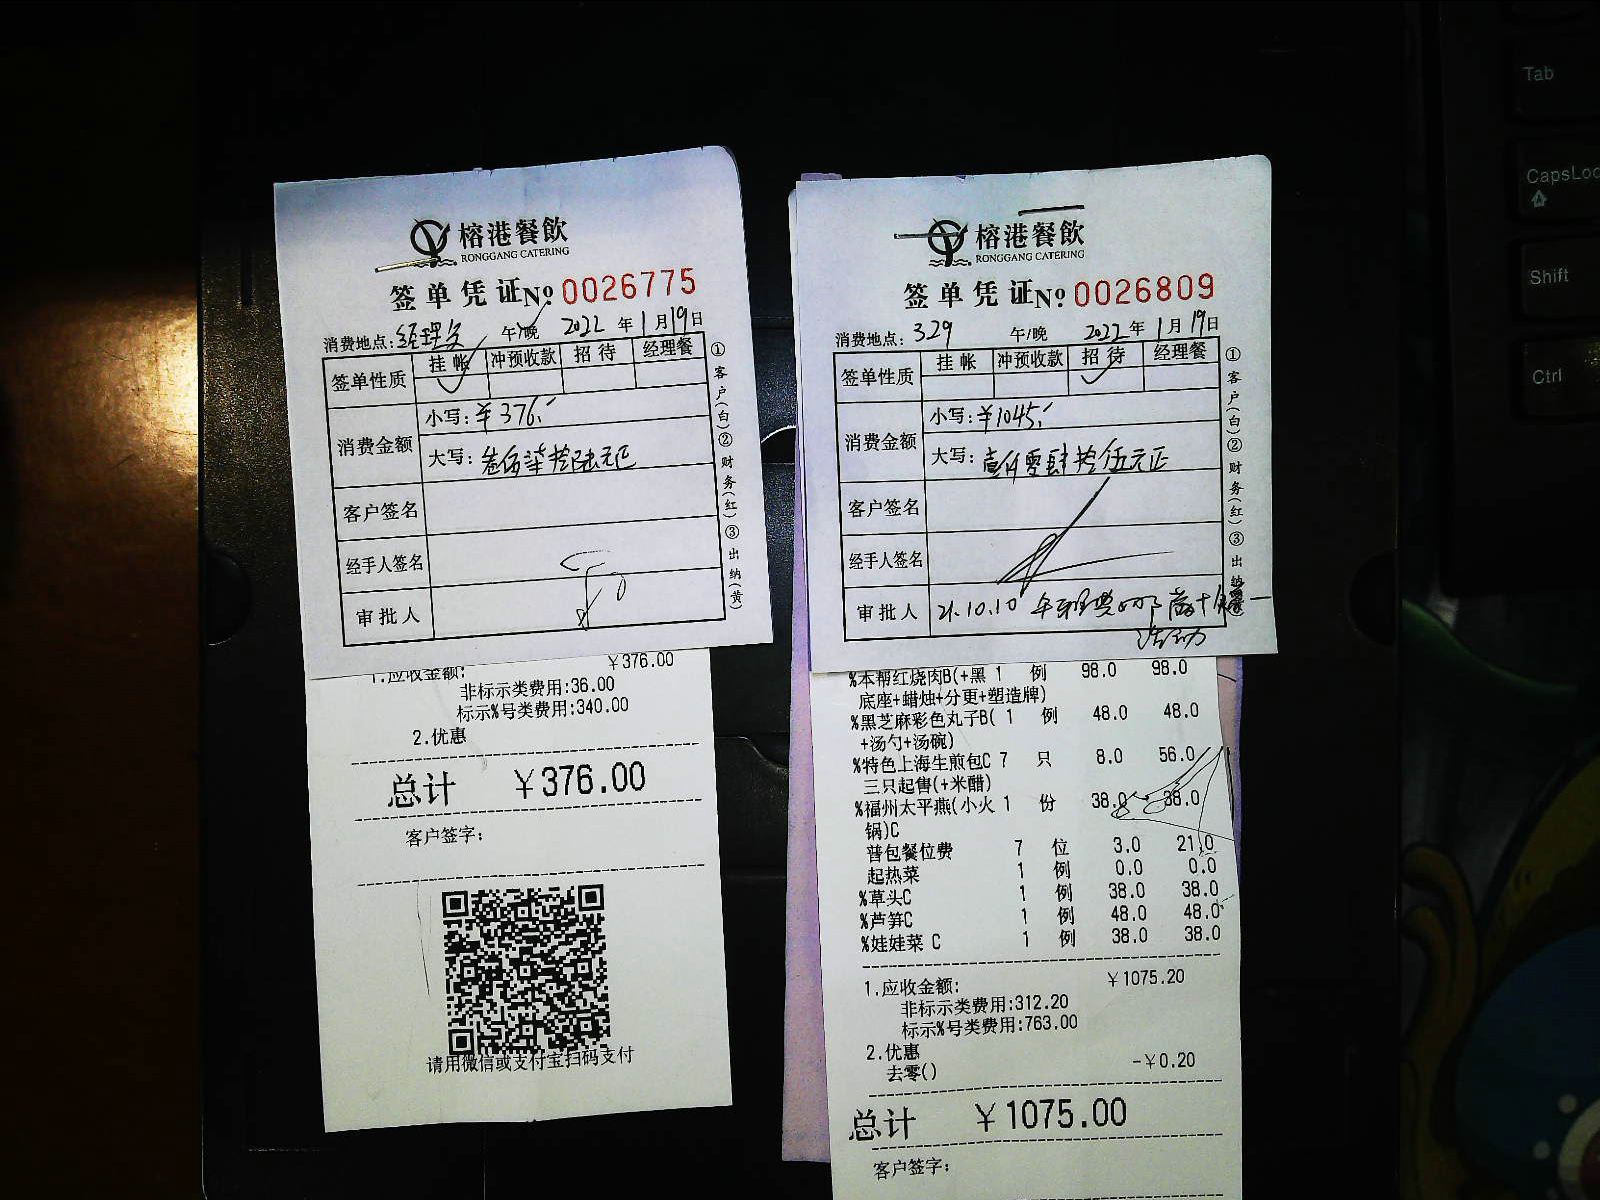 榕港餐飲
RONGGANG CATERING
签单凭证No 0026775
消费地点: 午/晚 2022年1月19日
签单性质 挂帐 冲预收款 招待 经理餐
消费金额 小写:￥376.-
大写:叁佰柒拾陆元正
客户签名
经手人签名
审批人
①客户(白)②财务(红)③出纳(黄)
1.应收金额: ￥376.00
非标示类费用:36.00
标示%号类费用:340.00
2.优惠
总计 ￥376.00
客户签字:
请用微信或支付宝扫码支付
榕港餐飲
RONGGANG CATERING
签单凭证No 0026809
消费地点:329 午/晚 2022年1月19日
签单性质 挂帐 冲预收款 招待 经理餐
消费金额 小写:￥1045.-
大写:壹仟零肆拾伍元正
客户签名
经手人签名
审批人 21.10.10
活动
①客户(白)②财务(红)③出纳
%本帮红烧肉B(+黑 1 例 98.0 98.0
底座+蜡烛+分更+塑造牌)
%黑芝麻彩色丸子B( 1 例 48.0 48.0
+汤勺+汤碗)
%特色上海生煎包C 7 只 8.0 56.0
三只起售(+米醋)
%福州太平燕(小火 1 份 38.0 38.0
锅)C
普包餐位费 7 位 3.0 21.0
起热菜 1 例 0.0 0.0
%草头C 1 例 38.0 38.0
%芦笋C 1 例 48.0 48.0
%娃娃菜 C 1 例 38.0 38.0
1.应收金额: ￥1075.20
非标示类费用:312.20
标示%号类费用:763.00
2.优惠
去零() -￥0.20
总计 ￥1075.00
客户签字:
Tab
CapsLoc
Shift
Ctrl